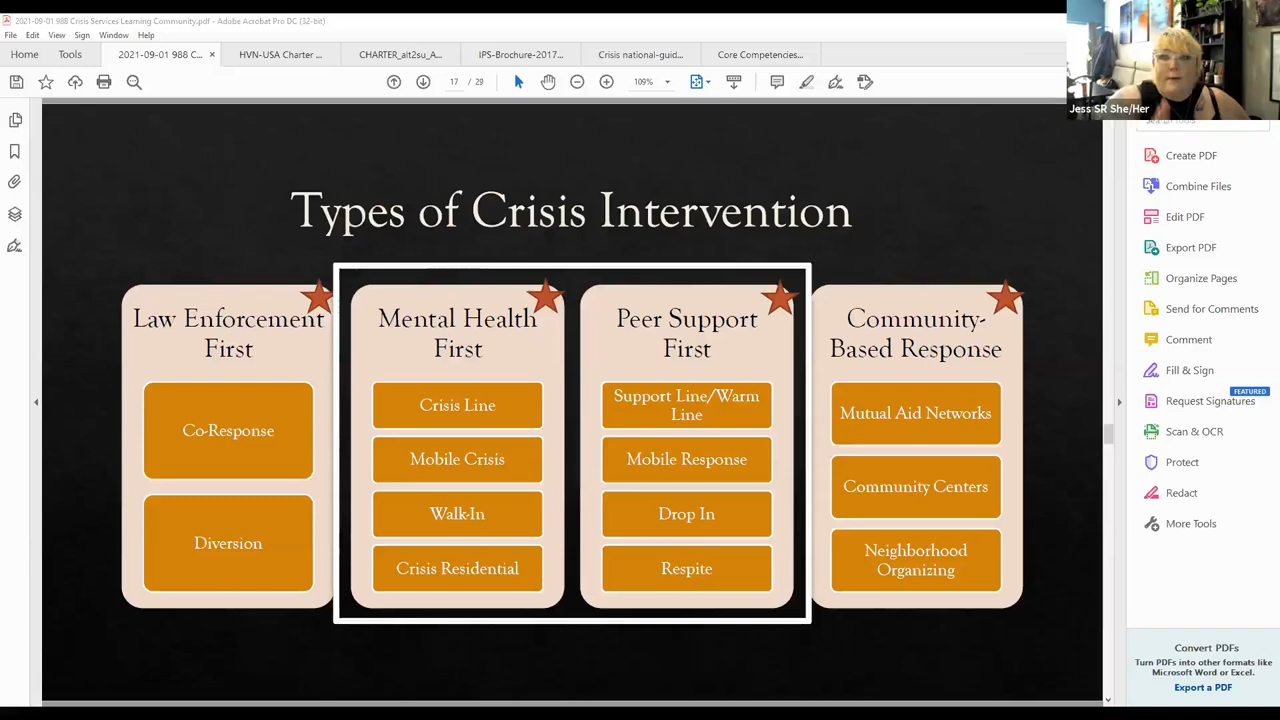 2021-09-01 988 Crisis Services Learning Community.pdf - Adobe Acrobat Pro DC (32-bit)
File Edit View Sign Window Help
Home Tools 2021-09-01 988 C... × HVN-USA Charter ... CHARTER_alt2su_A... IPS-Brochure-2017... Crisis national-guid... Core Competencies...
17 / 29 109%
Jess SR She/Her
Search tools
Types of Crisis Intervention
Law Enforcement
First
Co-Response
Diversion
Mental Health
First
Crisis Line
Mobile Crisis
Walk-In
Crisis Residential
Peer Support
First
Support Line/Warm
Line
Mobile Response
Drop In
Respite
Community-
Based Response
Mutual Aid Networks
Community Centers
Neighborhood
Organizing
Create PDF
Combine Files
Edit PDF
Export PDF
Organize Pages
Send for Comments
Comment
Fill & Sign
FEATURED
Request Signatures
Scan & OCR
Protect
Redact
More Tools
Convert PDFs
Turn PDFs into other formats like
Microsoft Word or Excel.
Export a PDF